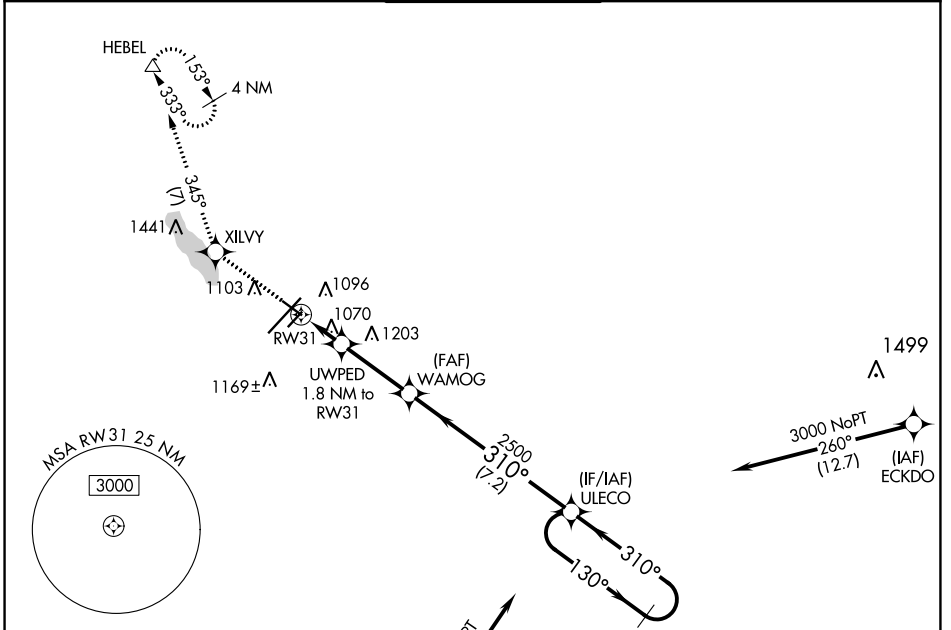 HEBEL
153°
4 NM
333°
345°
(7)
1441
XILVY
1103
1096
1070
RW31
1203
1499
(FAF)
WAMOG
UWPED
1.8 NM to
RW31
1169±
3000 NoPT
260°
(12.7)
(IAF)
ECKDO
MSA RW31 25 NM
3000
2500
310°
(7.2)
(IF/IAF)
ULECO
310°
130°